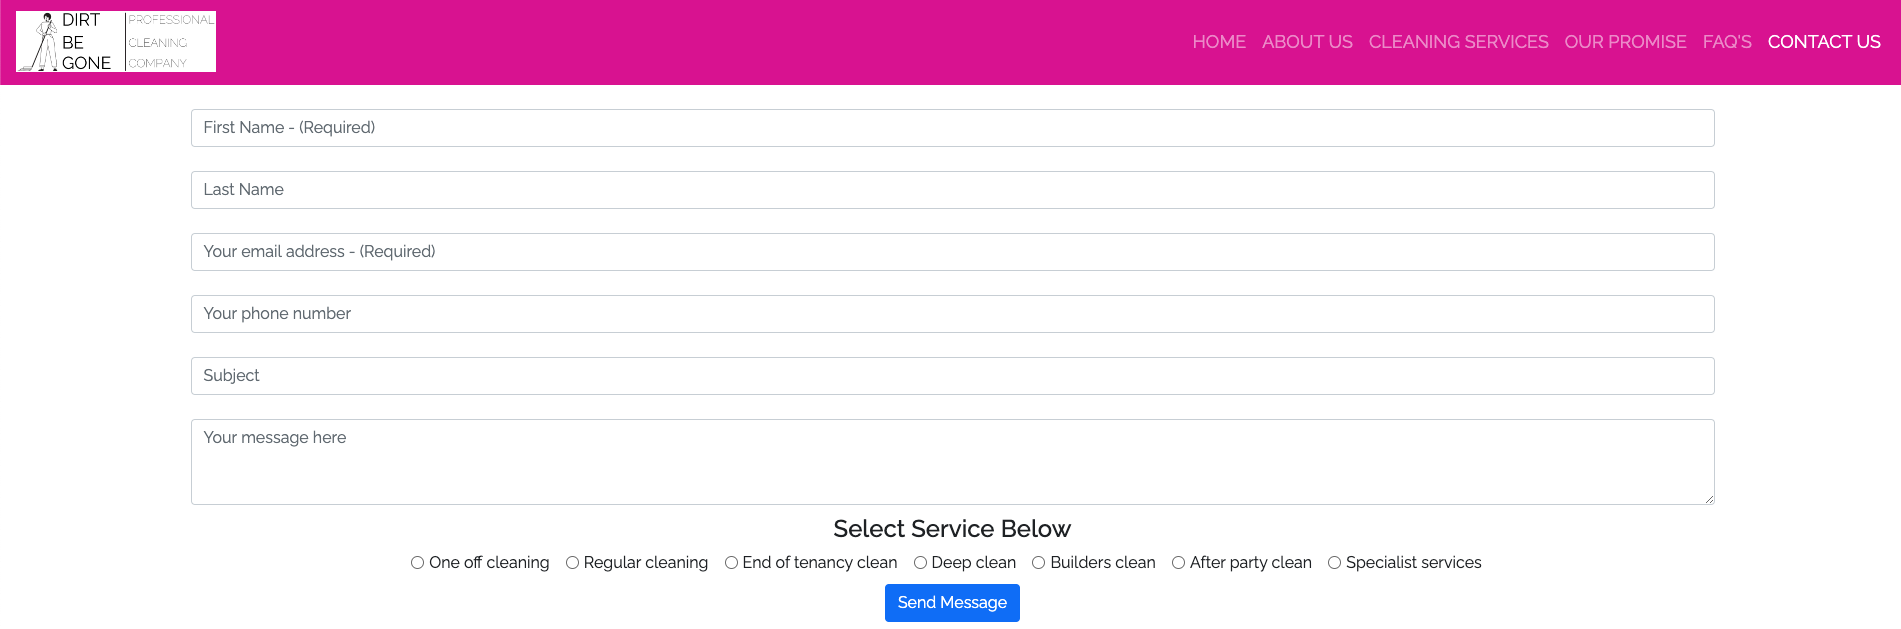 DIRT
BE
GONE
PROFESSIONAL
CLEANING
COMPANY
HOME ABOUT US CLEANING SERVICES OUR PROMISE FAQ'S CONTACT US
First Name - (Required)
Last Name
Your email address - (Required)
Your phone number
Subject
Your message here
Select Service Below
One off cleaning Regular cleaning End of tenancy clean Deep clean Builders clean After party clean Specialist services
Send Message